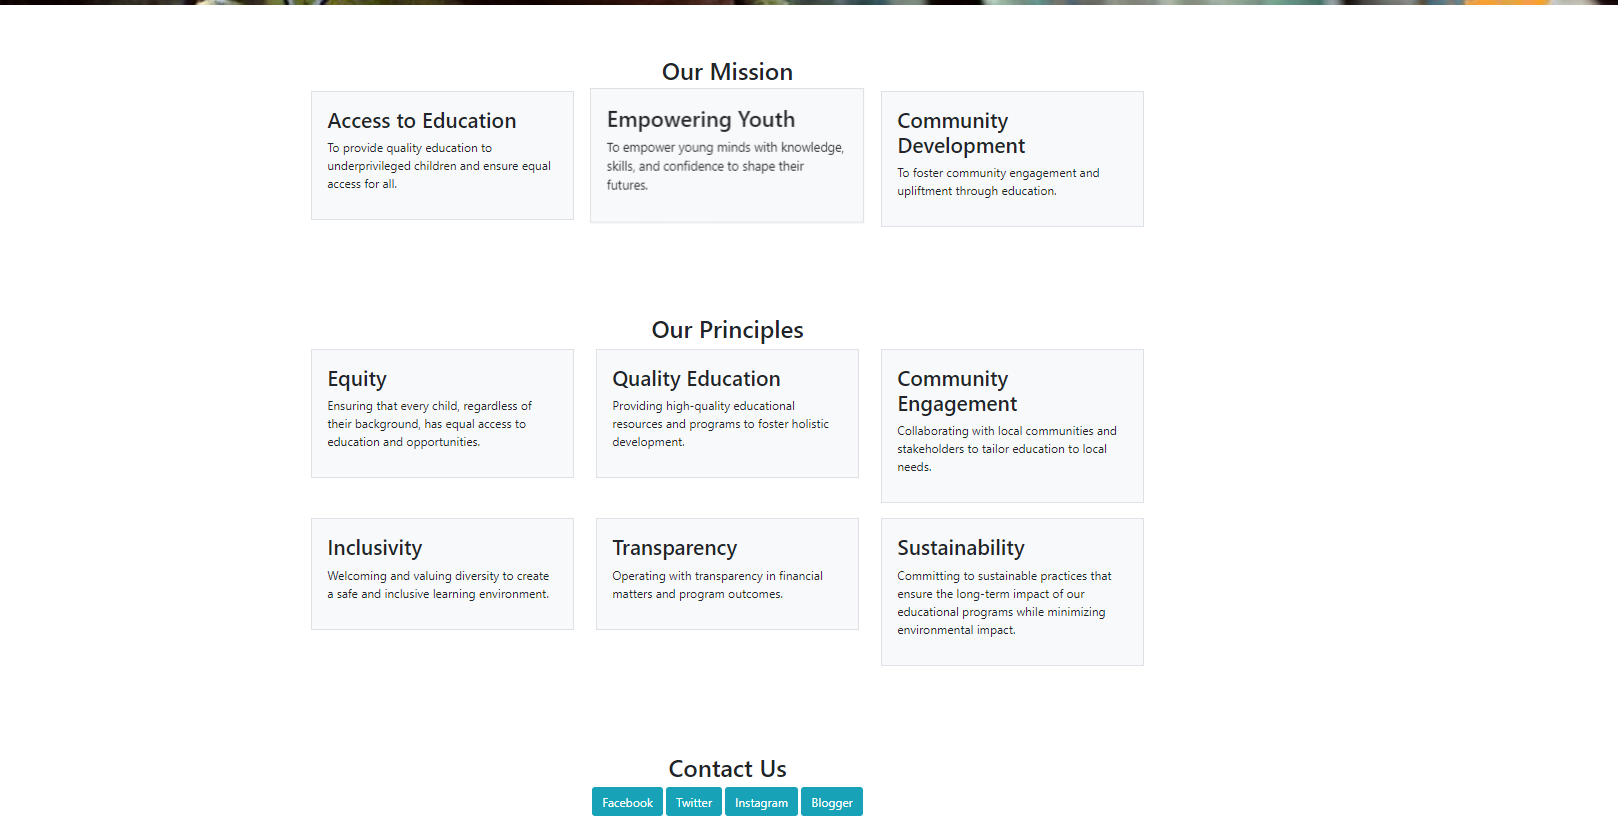 Our Mission
Access to Education
To provide quality education to
underprivileged children and ensure equal
access for all.
Empowering Youth
To empower young minds with knowledge,
skills, and confidence to shape their
futures.
Community
Development
To foster community engagement and
upliftment through education.
Our Principles
Equity
Ensuring that every child, regardless of
their background, has equal access to
education and opportunities.
Quality Education
Providing high-quality educational
resources and programs to foster holistic
development.
Community
Engagement
Collaborating with local communities and
stakeholders to tailor education to local
needs.
Inclusivity
Welcoming and valuing diversity to create
a safe and inclusive learning environment.
Transparency
Operating with transparency in financial
matters and program outcomes.
Sustainability
Committing to sustainable practices that
ensure the long-term impact of our
educational programs while minimizing
environmental impact.
Contact Us
Facebook
Twitter
Instagram
Blogger